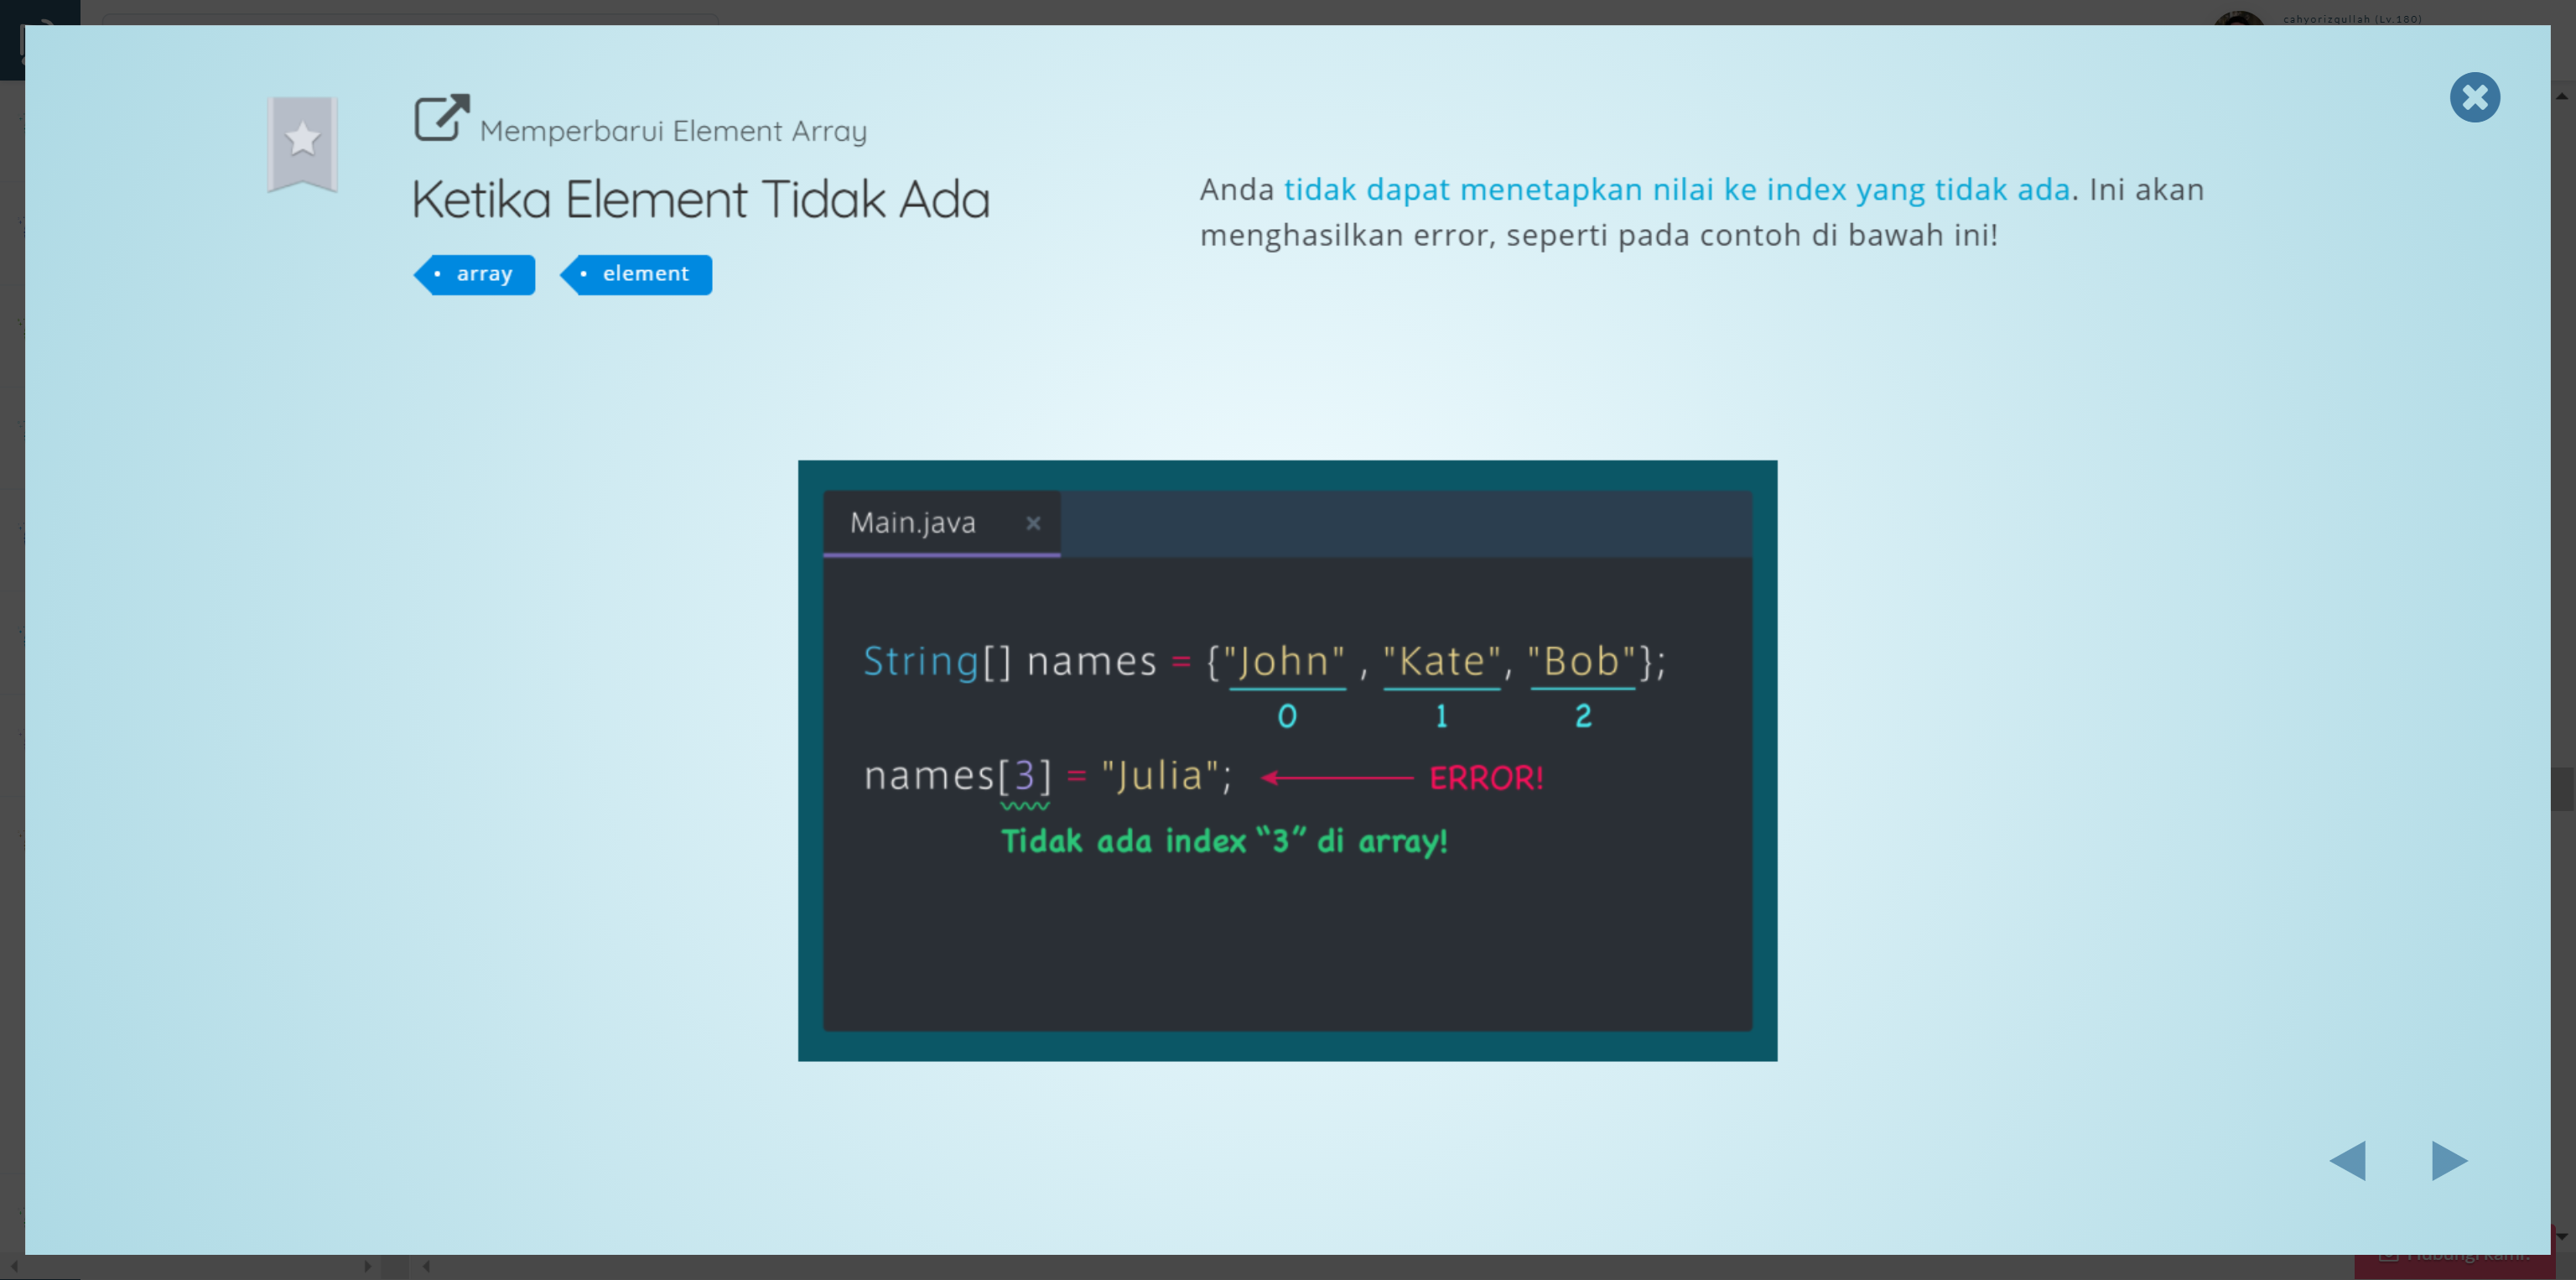 cahyorizqullah (Lv.180)
Memperbarui Element Array
Ketika Element Tidak Ada
• array
• element
Anda tidak dapat menetapkan nilai ke index yang tidak ada. Ini akan
menghasilkan error, seperti pada contoh di bawah ini!
Main.java
String[] names = {"John" , "Kate", "Bob"};
0 1 2
names[3] = "Julia"; ERROR!
Tidak ada index “3” di array!